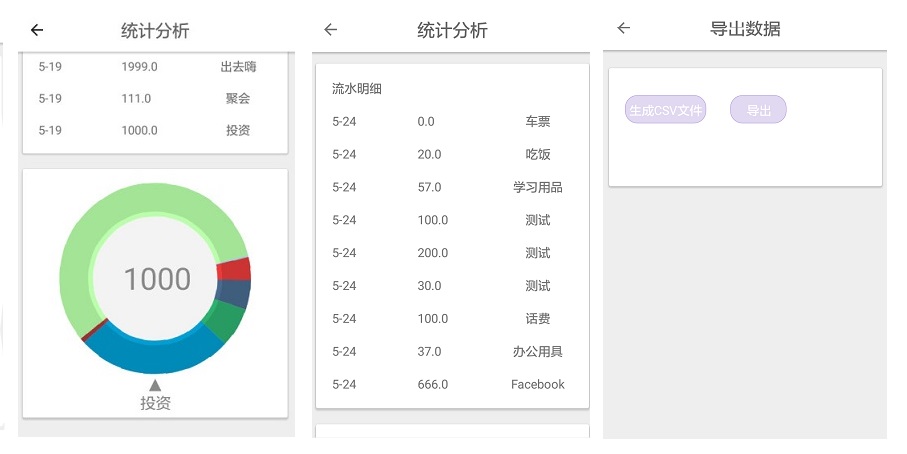 统计分析
5-19 1999.0 出去嗨
5-19 111.0 聚会
5-19 1000.0 投资
1000
投资
统计分析
流水明细
5-24 0.0 车票
5-24 20.0 吃饭
5-24 57.0 学习用品
5-24 100.0 测试
5-24 200.0 测试
5-24 30.0 测试
5-24 100.0 话费
5-24 37.0 办公用具
5-24 666.0 Facebook
导出数据
生成CSV文件 导出